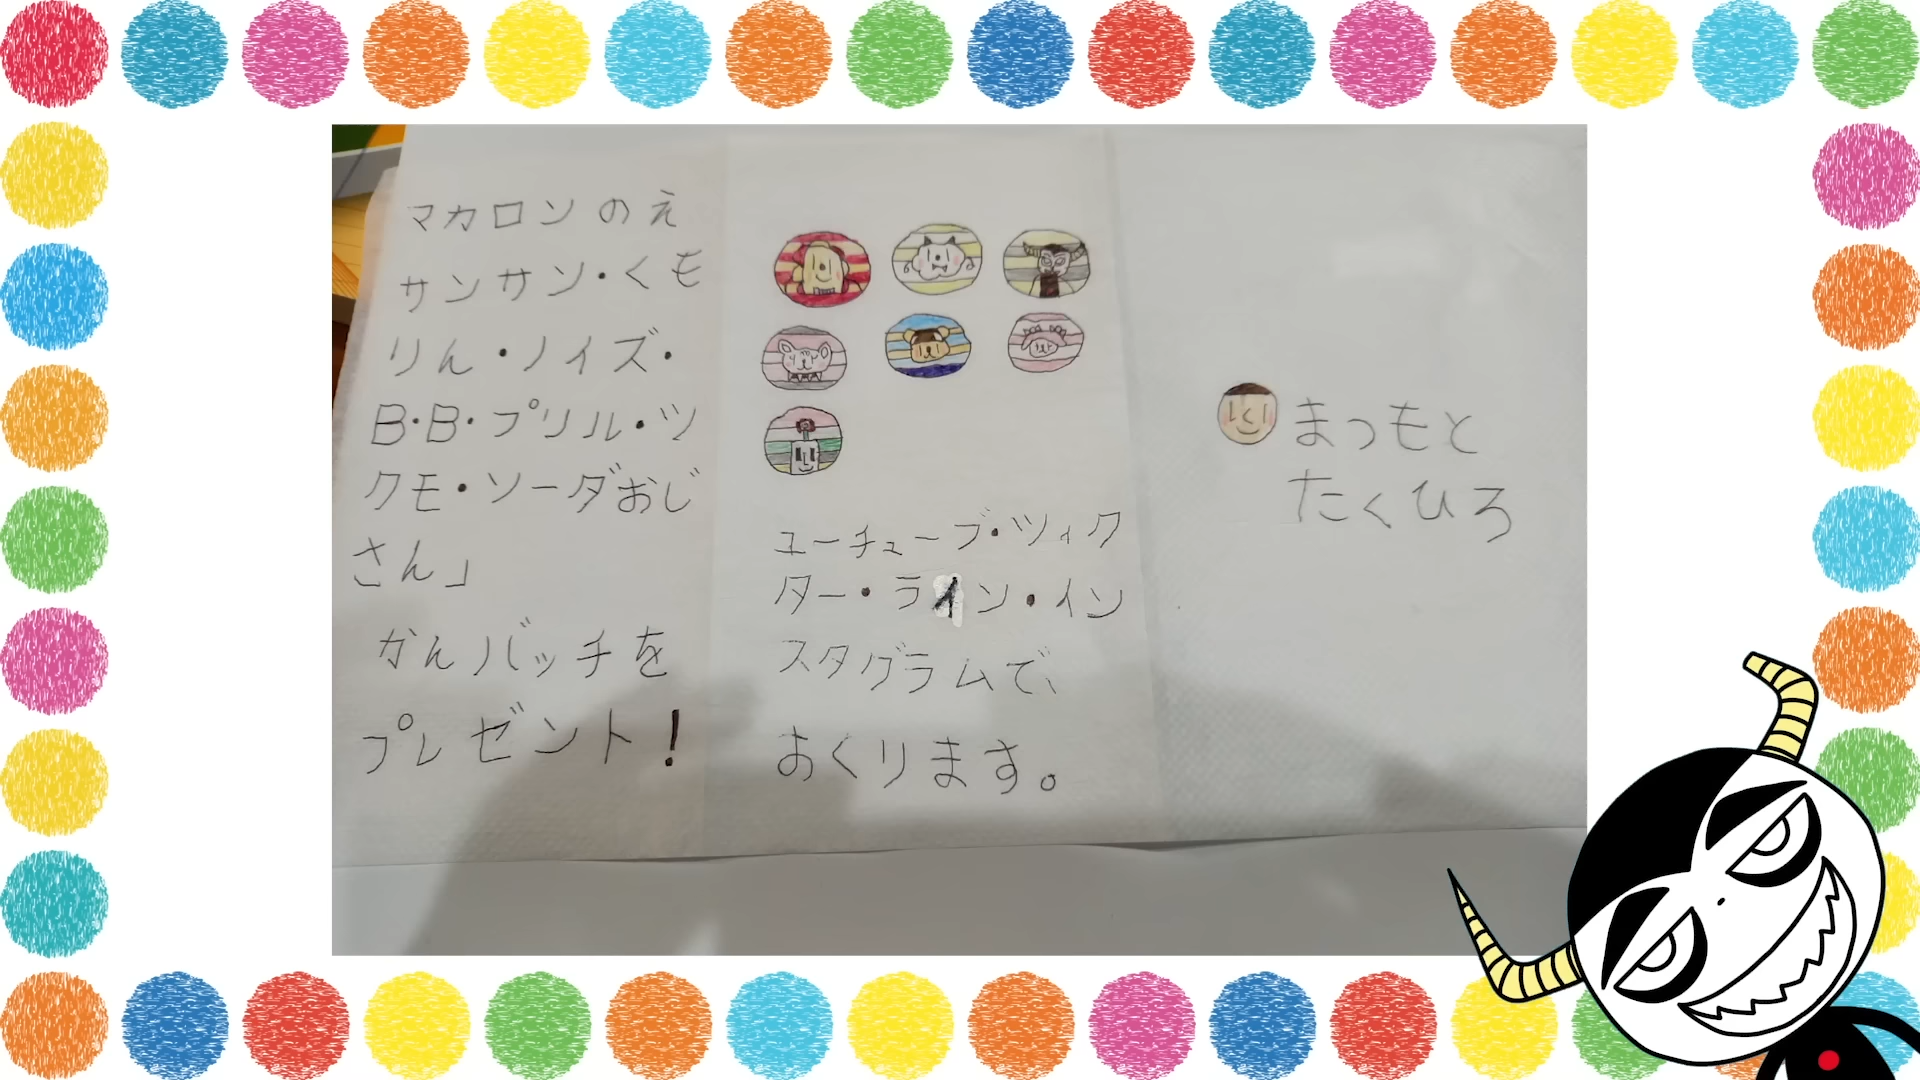 マカロンのえ
サンサン・くも
りん・ノイズ・
B・B・プリル・ツ
クモ・ソーダおじ
さん」
かんバッチを
プレゼント!
ユーチューブ・ツィク
ター・ライン・イン
スタグラムで、
おくります。
まつもと
たくひろ